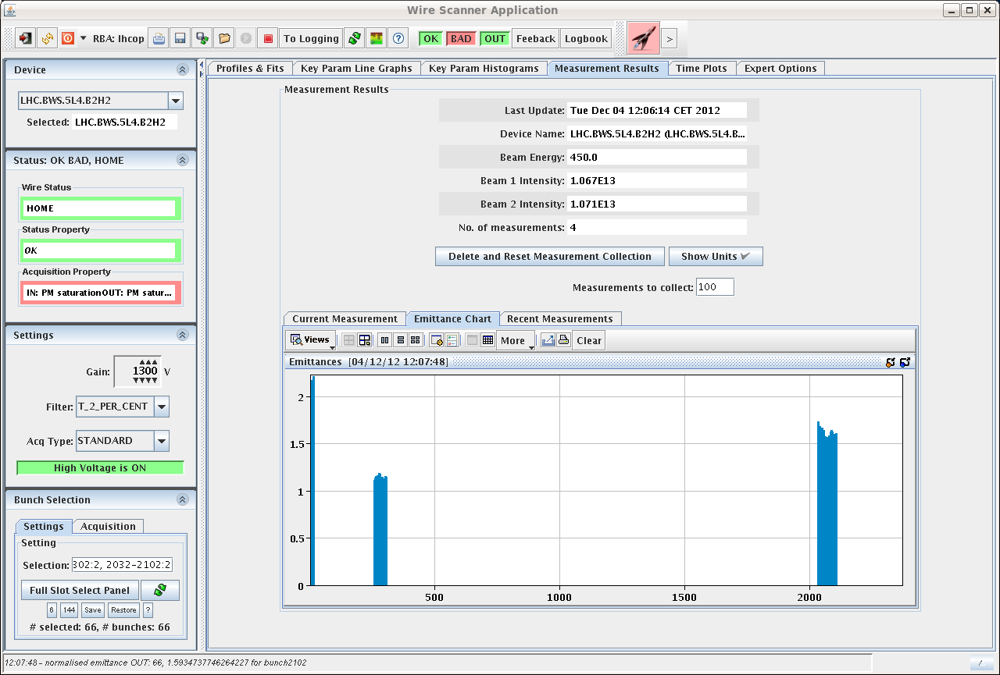 Wire Scanner Application
RBA: lhcop
To Logging
OK
BAD
OUT
Feeback
Logbook
>
Device
LHC.BWS.5L4.B2H2
Selected: LHC.BWS.5L4.B2H2
Status: OK BAD, HOME
Wire Status
HOME
Status Property
OK
Acquisition Property
IN: PM saturationOUT: PM satur...
Settings
Gain: 1300 V
Filter: T_2_PER_CENT
Acq Type: STANDARD
High Voltage is ON
Bunch Selection
Settings Acquisition
Setting
Selection: 302:2, 2032-2102:2
Full Slot Select Panel
6 144 Save Restore ?
# selected: 66, # bunches: 66
Profiles & Fits Key Param Line Graphs Key Param Histograms Measurement Results Time Plots Expert Options
Measurement Results
Last Update: Tue Dec 04 12:06:14 CET 2012
Device Name: LHC.BWS.5L4.B2H2 (LHC.BWS.5L4.B...
Beam Energy: 450.0
Beam 1 Intensity: 1.067E13
Beam 2 Intensity: 1.071E13
No. of measurements: 4
Delete and Reset Measurement Collection Show Units
Measurements to collect: 100
Current Measurement Emittance Chart Recent Measurements
Views More Clear
Emittances [04/12/12 12:07:48]
2
1.5
1
0.5
0
500 1000 1500 2000
12:07:48 - normalised emittance OUT: 66, 1.5934737746264227 for bunch2102